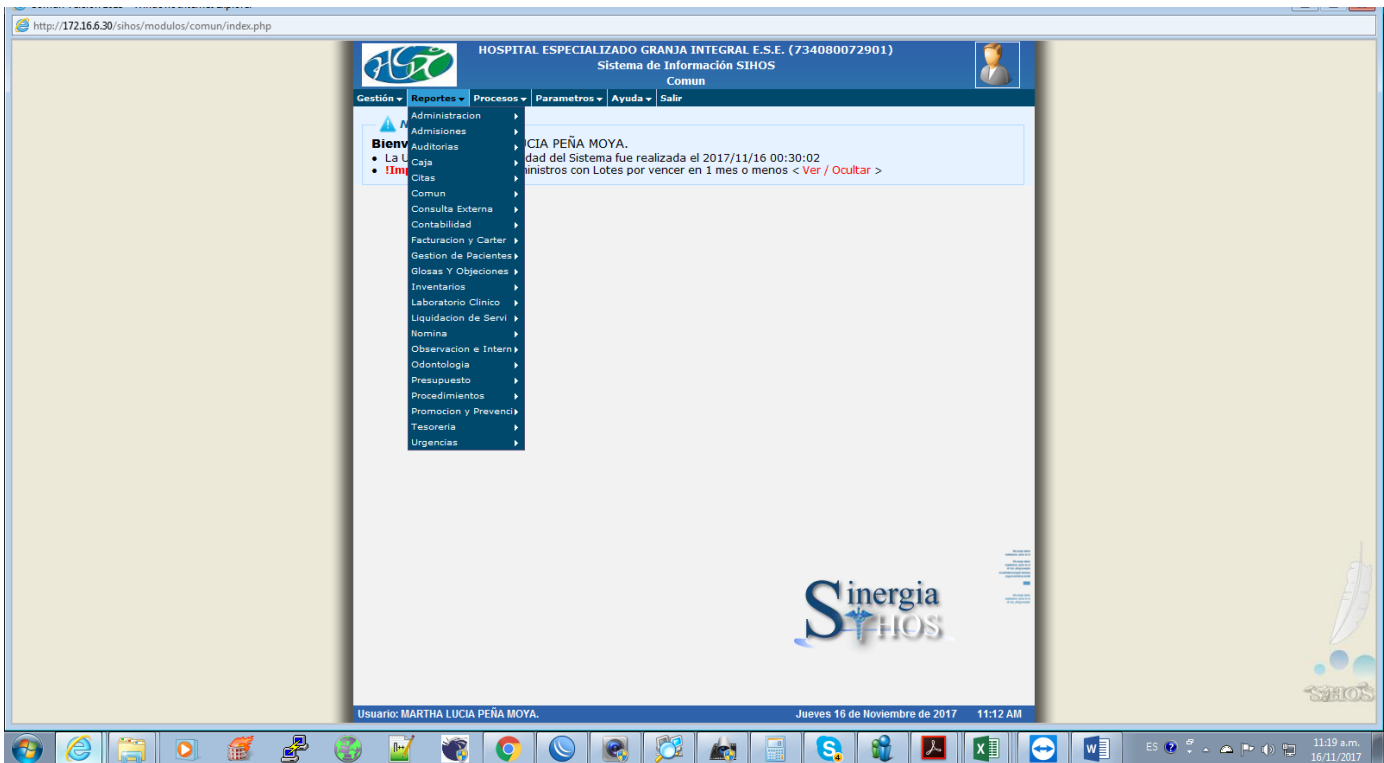 http://172.16.6.30/sihos/modulos/comun/index.php
HOSPITAL ESPECIALIZADO GRANJA INTEGRAL E.S.E. (734080072901)
Sistema de Información SIHOS
Comun
Gestión Reportes Procesos Parametros Ayuda Salir
Administracion
Admisiones
Auditorias
Caja
Citas
Comun
Consulta Externa
Contabilidad
Facturacion y Carter
Gestion de Pacientes
Glosas Y Objeciones
Inventarios
Laboratorio Clinico
Liquidacion de Servi
Nomina
Observacion e Intern
Odontologia
Presupuesto
Procedimientos
Promocion y Prevenci
Tesoreria
Urgencias
N
Bienv CIA PEÑA MOYA.
La U dad del Sistema fue realizada el 2017/11/16 00:30:02
!Imp ministros con Lotes por vencer en 1 mes o menos < Ver / Ocultar >
Sinergia
SIHOS
SIHOS
Usuario: MARTHA LUCIA PEÑA MOYA. Jueves 16 de Noviembre de 2017 11:12 AM
ES 11:19 a.m.
16/11/2017